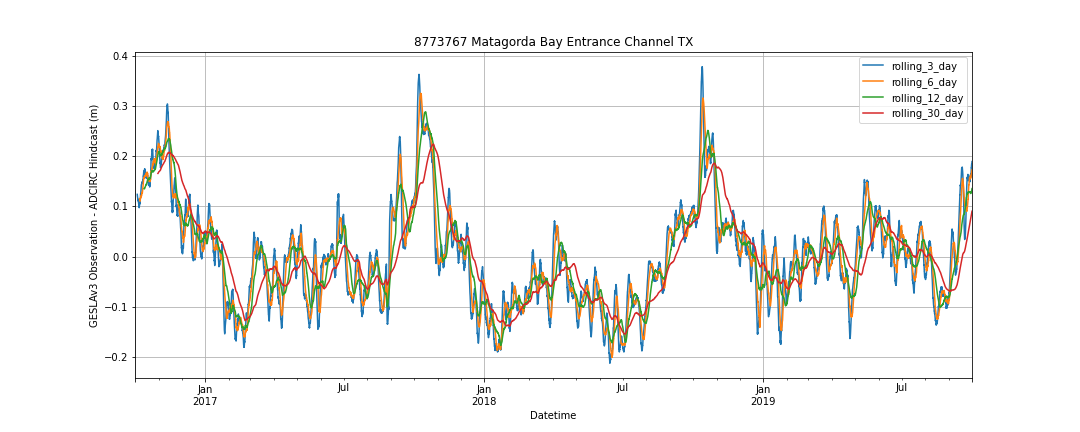 8773767 Matagorda Bay Entrance Channel TX
GESLAv3 Observation - ADCIRC Hindcast (m)
0.4
0.3
0.2
0.1
0.0
−0.1
−0.2
rolling_3_day
rolling_6_day
rolling_12_day
rolling_30_day
Jan
2017
Jul
Jan
2018
Jul
Jan
2019
Jul
Datetime